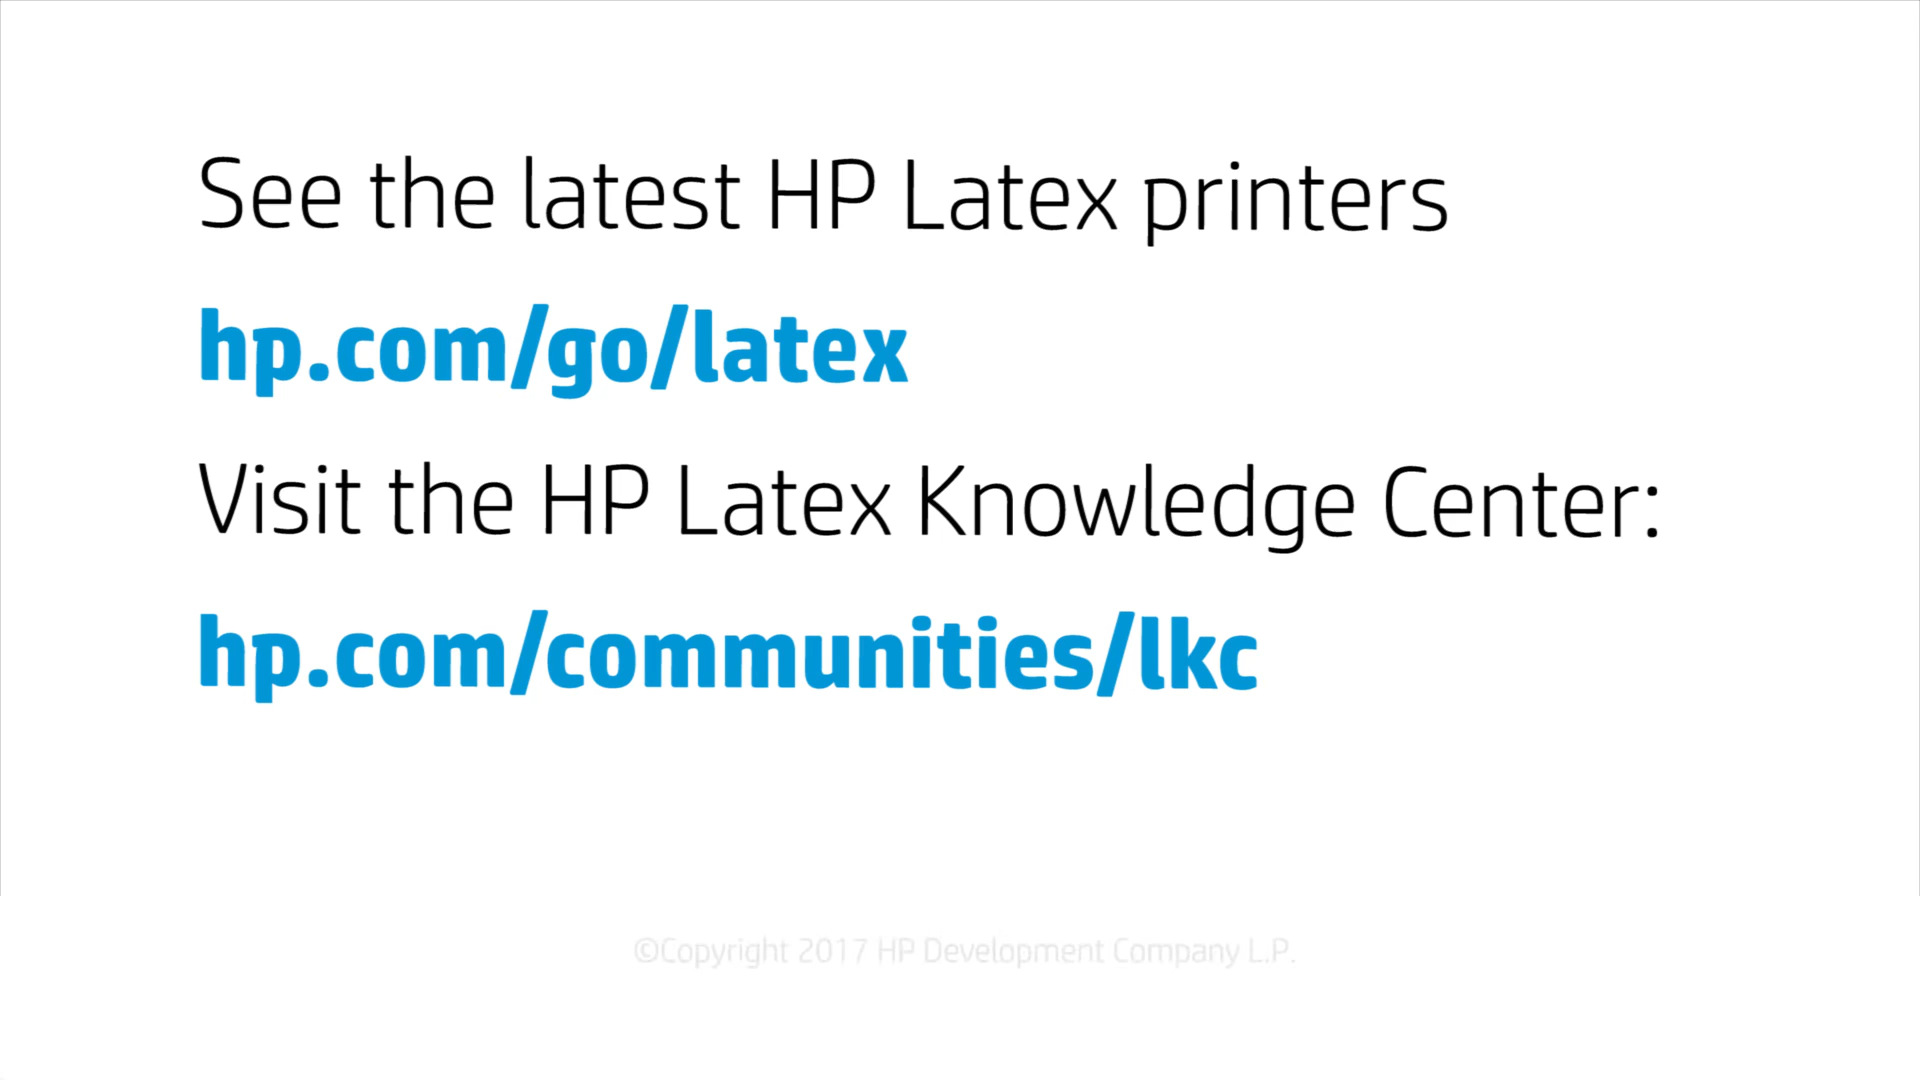 See the latest HP Latex printers
hp.com/go/latex
Visit the HP Latex Knowledge Center:
hp.com/communities/lkc
©Copyright 2017 HP Development Company L.P.